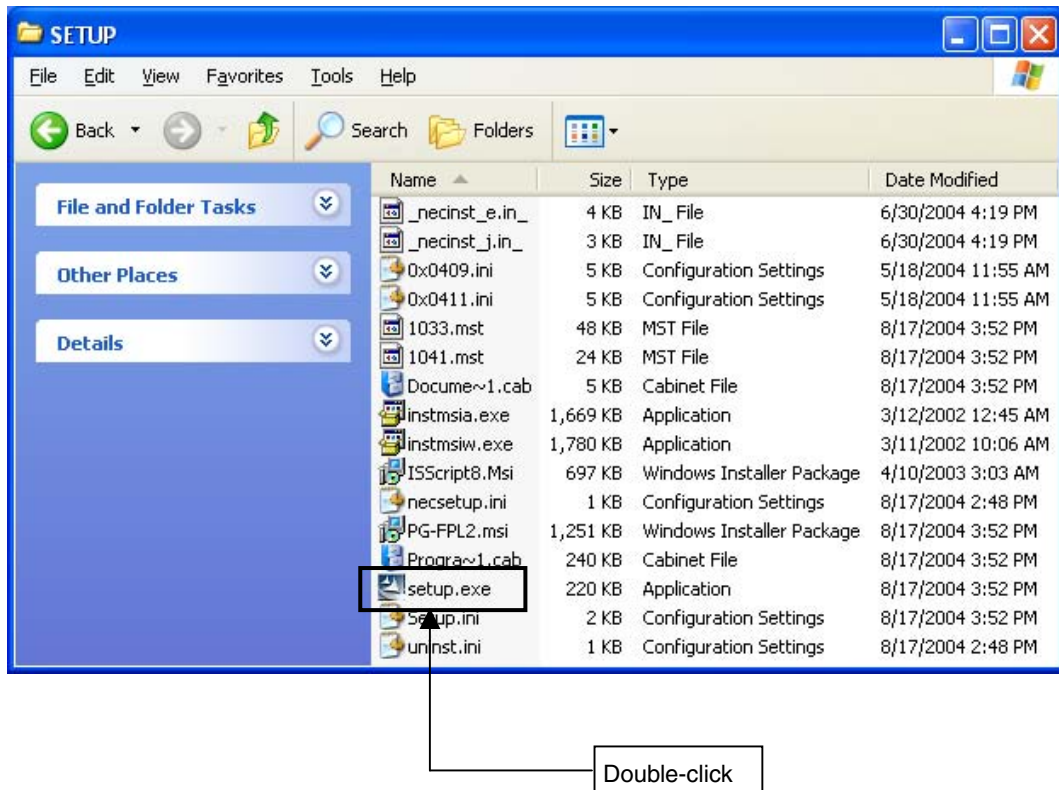 SETUP
File Edit View Favorites Tools Help
Back Search Folders
File and Folder Tasks
Other Places
Details
Name Size Type Date Modified
_necinst_e.in_ 4 KB IN_ File 6/30/2004 4:19 PM
_necinst_j.in_ 3 KB IN_ File 6/30/2004 4:19 PM
0x0409.ini 5 KB Configuration Settings 5/18/2004 11:55 AM
0x0411.ini 5 KB Configuration Settings 5/18/2004 11:55 AM
1033.mst 48 KB MST File 8/17/2004 3:52 PM
1041.mst 24 KB MST File 8/17/2004 3:52 PM
Docume~1.cab 5 KB Cabinet File 8/17/2004 3:52 PM
instmsia.exe 1,669 KB Application 3/12/2002 12:45 AM
instmsiw.exe 1,780 KB Application 3/11/2002 10:06 AM
ISScript8.Msi 697 KB Windows Installer Package 4/10/2003 3:03 AM
necsetup.ini 1 KB Configuration Settings 8/17/2004 2:48 PM
PG-FPL2.msi 1,251 KB Windows Installer Package 8/17/2004 3:52 PM
Progra~1.cab 240 KB Cabinet File 8/17/2004 3:52 PM
setup.exe 220 KB Application 8/17/2004 3:52 PM
Setup.ini 2 KB Configuration Settings 8/17/2004 3:52 PM
uninst.ini 1 KB Configuration Settings 8/17/2004 2:48 PM
Double-click